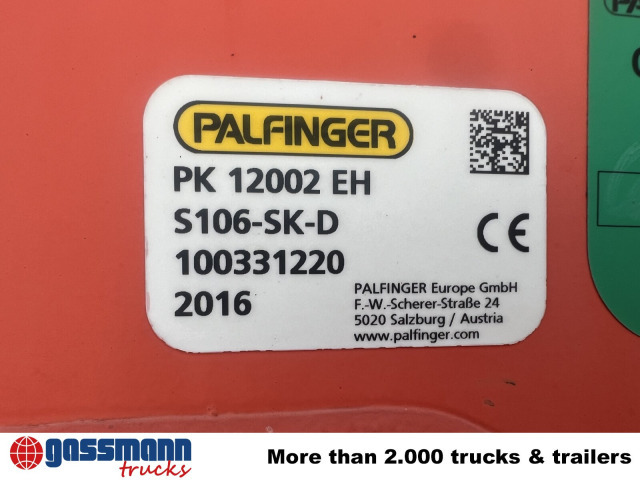 PALFINGER
PK 12002 EH
S106-SK-D
100331220
2016
CE
PALFINGER Europe GmbH
F.-W.-Scherer-Straße 24
5020 Salzburg / Austria
www.palfinger.com
gassmann
trucks
More than 2.000 trucks & trailers